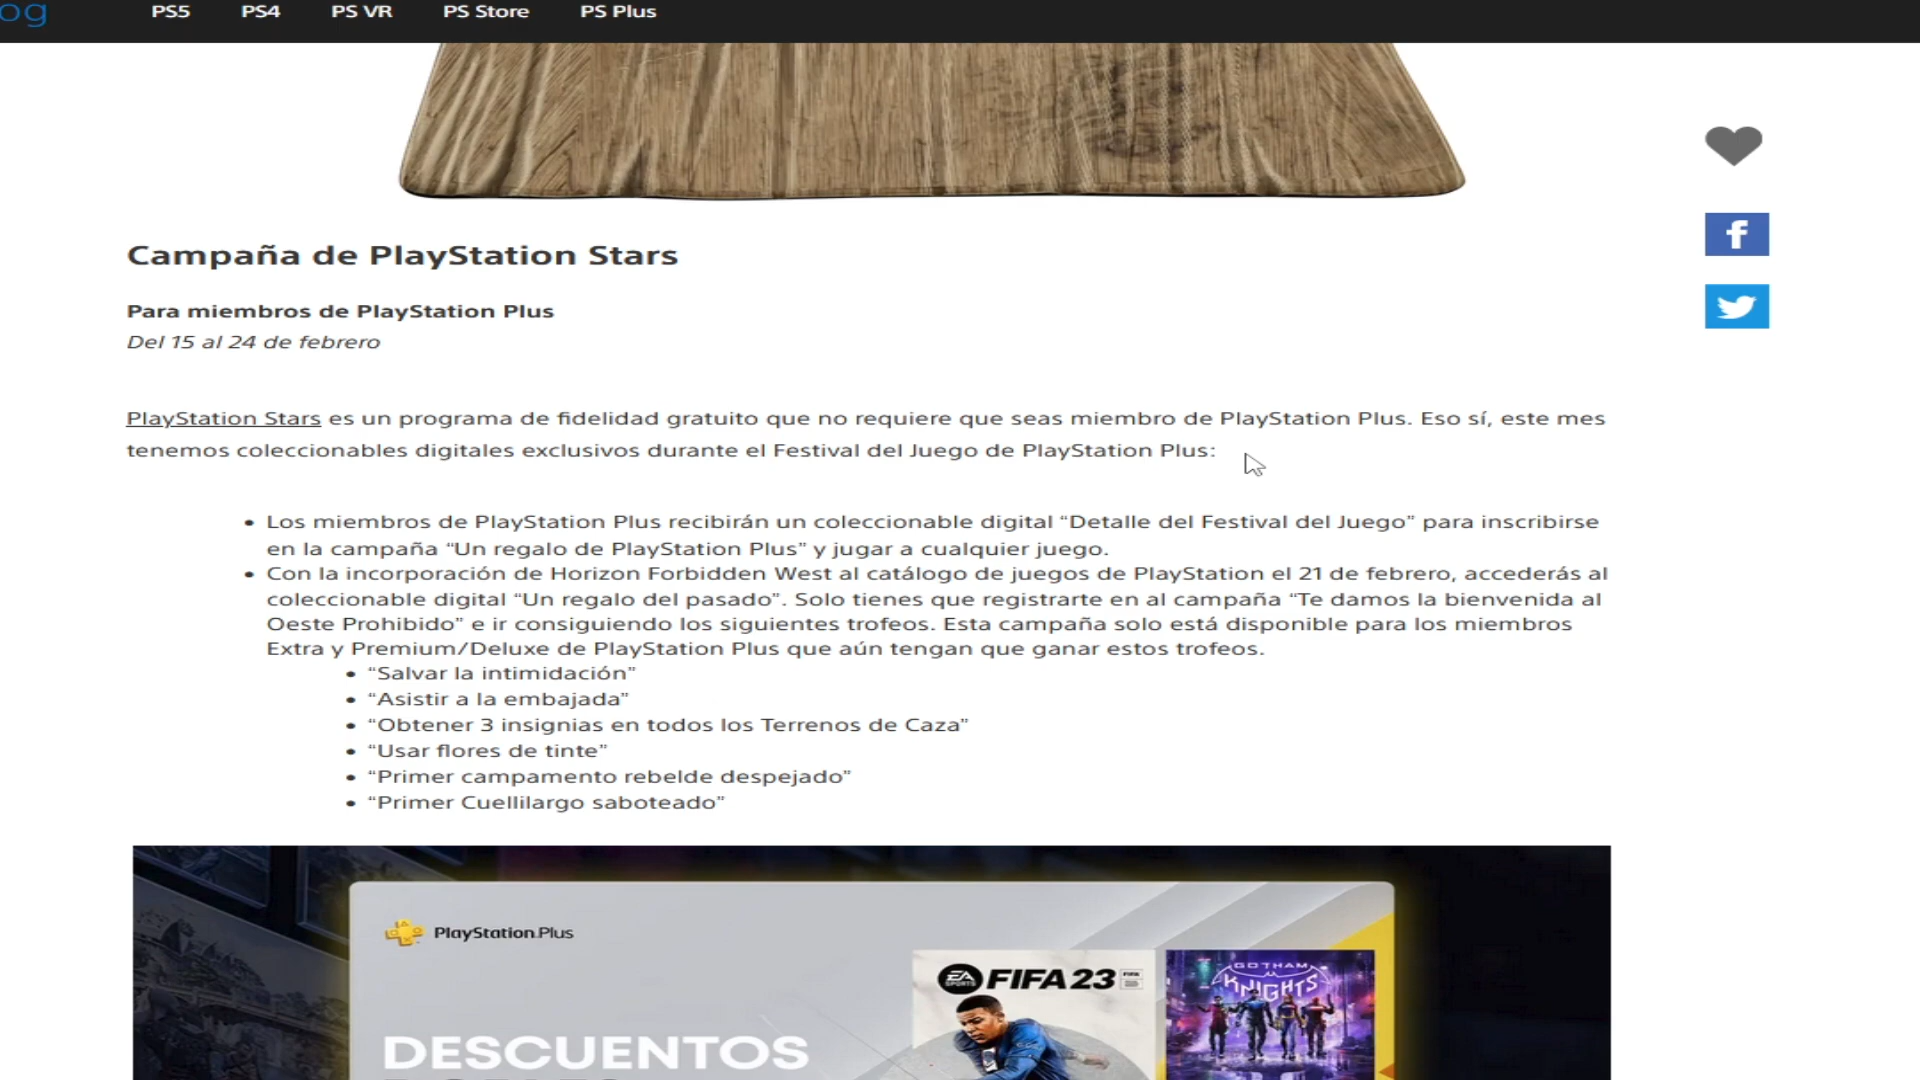 og
PS5 PS4 PS VR PS Store PS Plus
Campaña de PlayStation Stars
Para miembros de PlayStation Plus
Del 15 al 24 de febrero
PlayStation Stars es un programa de fidelidad gratuito que no requiere que seas miembro de PlayStation Plus. Eso sí, este mes
tenemos coleccionables digitales exclusivos durante el Festival del Juego de PlayStation Plus:
• Los miembros de PlayStation Plus recibirán un coleccionable digital “Detalle del Festival del Juego” para inscribirse
en la campaña “Un regalo de PlayStation Plus” y jugar a cualquier juego.
• Con la incorporación de Horizon Forbidden West al catálogo de juegos de PlayStation el 21 de febrero, accederás al
coleccionable digital “Un regalo del pasado”. Solo tienes que registrarte en al campaña “Te damos la bienvenida al
Oeste Prohibido” e ir consiguiendo los siguientes trofeos. Esta campaña solo está disponible para los miembros
Extra y Premium/Deluxe de PlayStation Plus que aún tengan que ganar estos trofeos.
• “Salvar la intimidación”
• “Asistir a la embajada”
• “Obtener 3 insignias en todos los Terrenos de Caza”
• “Usar flores de tinte”
• “Primer campamento rebelde despejado”
• “Primer Cuellilargo saboteado”
PlayStation Plus
EA SPORTS FIFA 23 FIFA
GOTHAM
KNIGHTS
DESCUENTOS